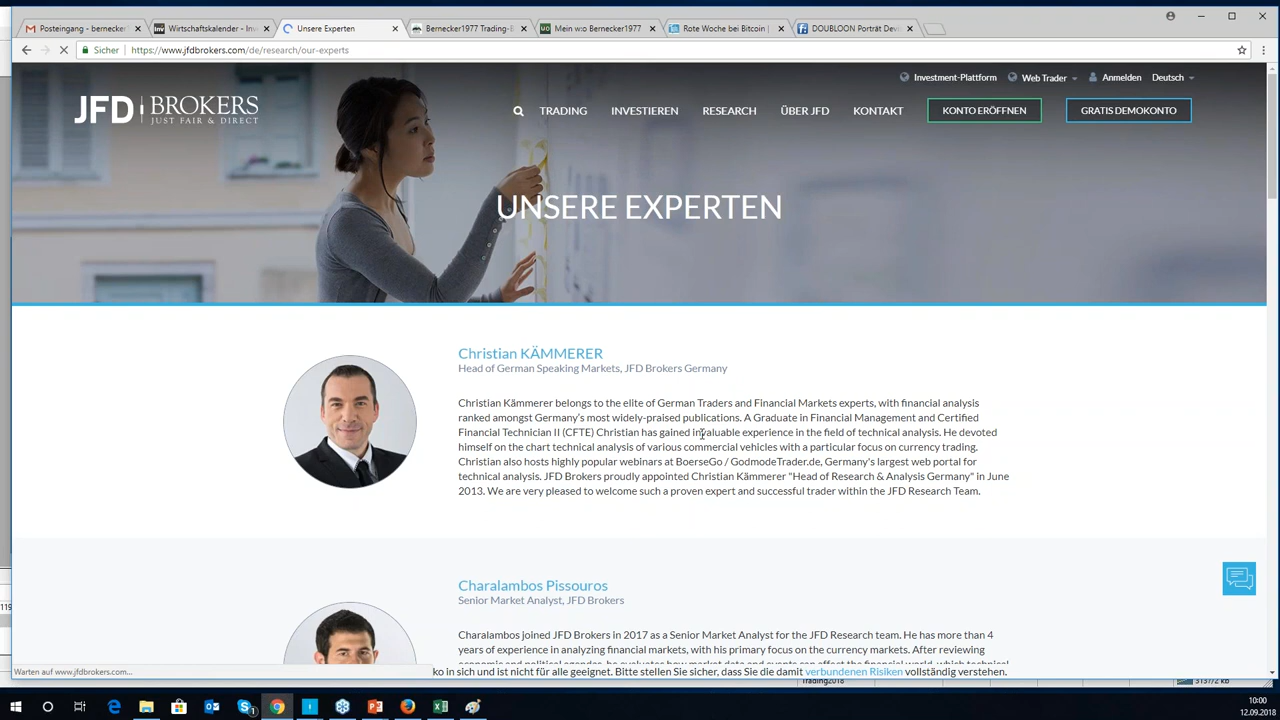 Posteingang - bernecker
Wirtschaftskalender - Inv
Unsere Experten
Bernecker1977 Trading-E
Mein w:o Bernecker1977
Rote Woche bei Bitcoin |
DOUBLOON Porträt Devi
Sicher
https://www.jfdbrokers.com/de/research/our-experts
Investment-Plattform
Web Trader
Anmelden
Deutsch
JFD BROKERS
JUST FAIR & DIRECT
TRADING
INVESTIEREN
RESEARCH
ÜBER JFD
KONTAKT
KONTO ERÖFFNEN
GRATIS DEMOKONTO
UNSERE EXPERTEN
Christian KÄMMERER
Head of German Speaking Markets, JFD Brokers Germany
Christian Kämmerer belongs to the elite of German Traders and Financial Markets experts, with financial analysis
ranked amongst Germany's most widely-praised publications. A Graduate in Financial Management and Certified
Financial Technician II (CFTE) Christian has gained invaluable experience in the field of technical analysis. He devoted
himself on the chart technical analysis of various commercial vehicles with a particular focus on currency trading.
Christian also hosts highly popular webinars at BoerseGo / GodmodeTrader.de, Germany's largest web portal for
technical analysis. JFD Brokers proudly appointed Christian Kämmerer "Head of Research & Analysis Germany" in June
2013. We are very pleased to welcome such a proven expert and successful trader within the JFD Research Team.
Charalambos Pissouros
Senior Market Analyst, JFD Brokers
Charalambos joined JFD Brokers in 2017 as a Senior Market Analyst for the JFD Research team. He has more than 4
years of experience in analyzing financial markets, with his primary focus on the currency markets. After reviewing
Warten auf www.jfdbrokers.com...
ko in sich und ist nicht für alle geeignet. Bitte stellen Sie sicher, dass Sie die damit verbundenen Risiken vollständig verstehen.
10:00
12.09.2018